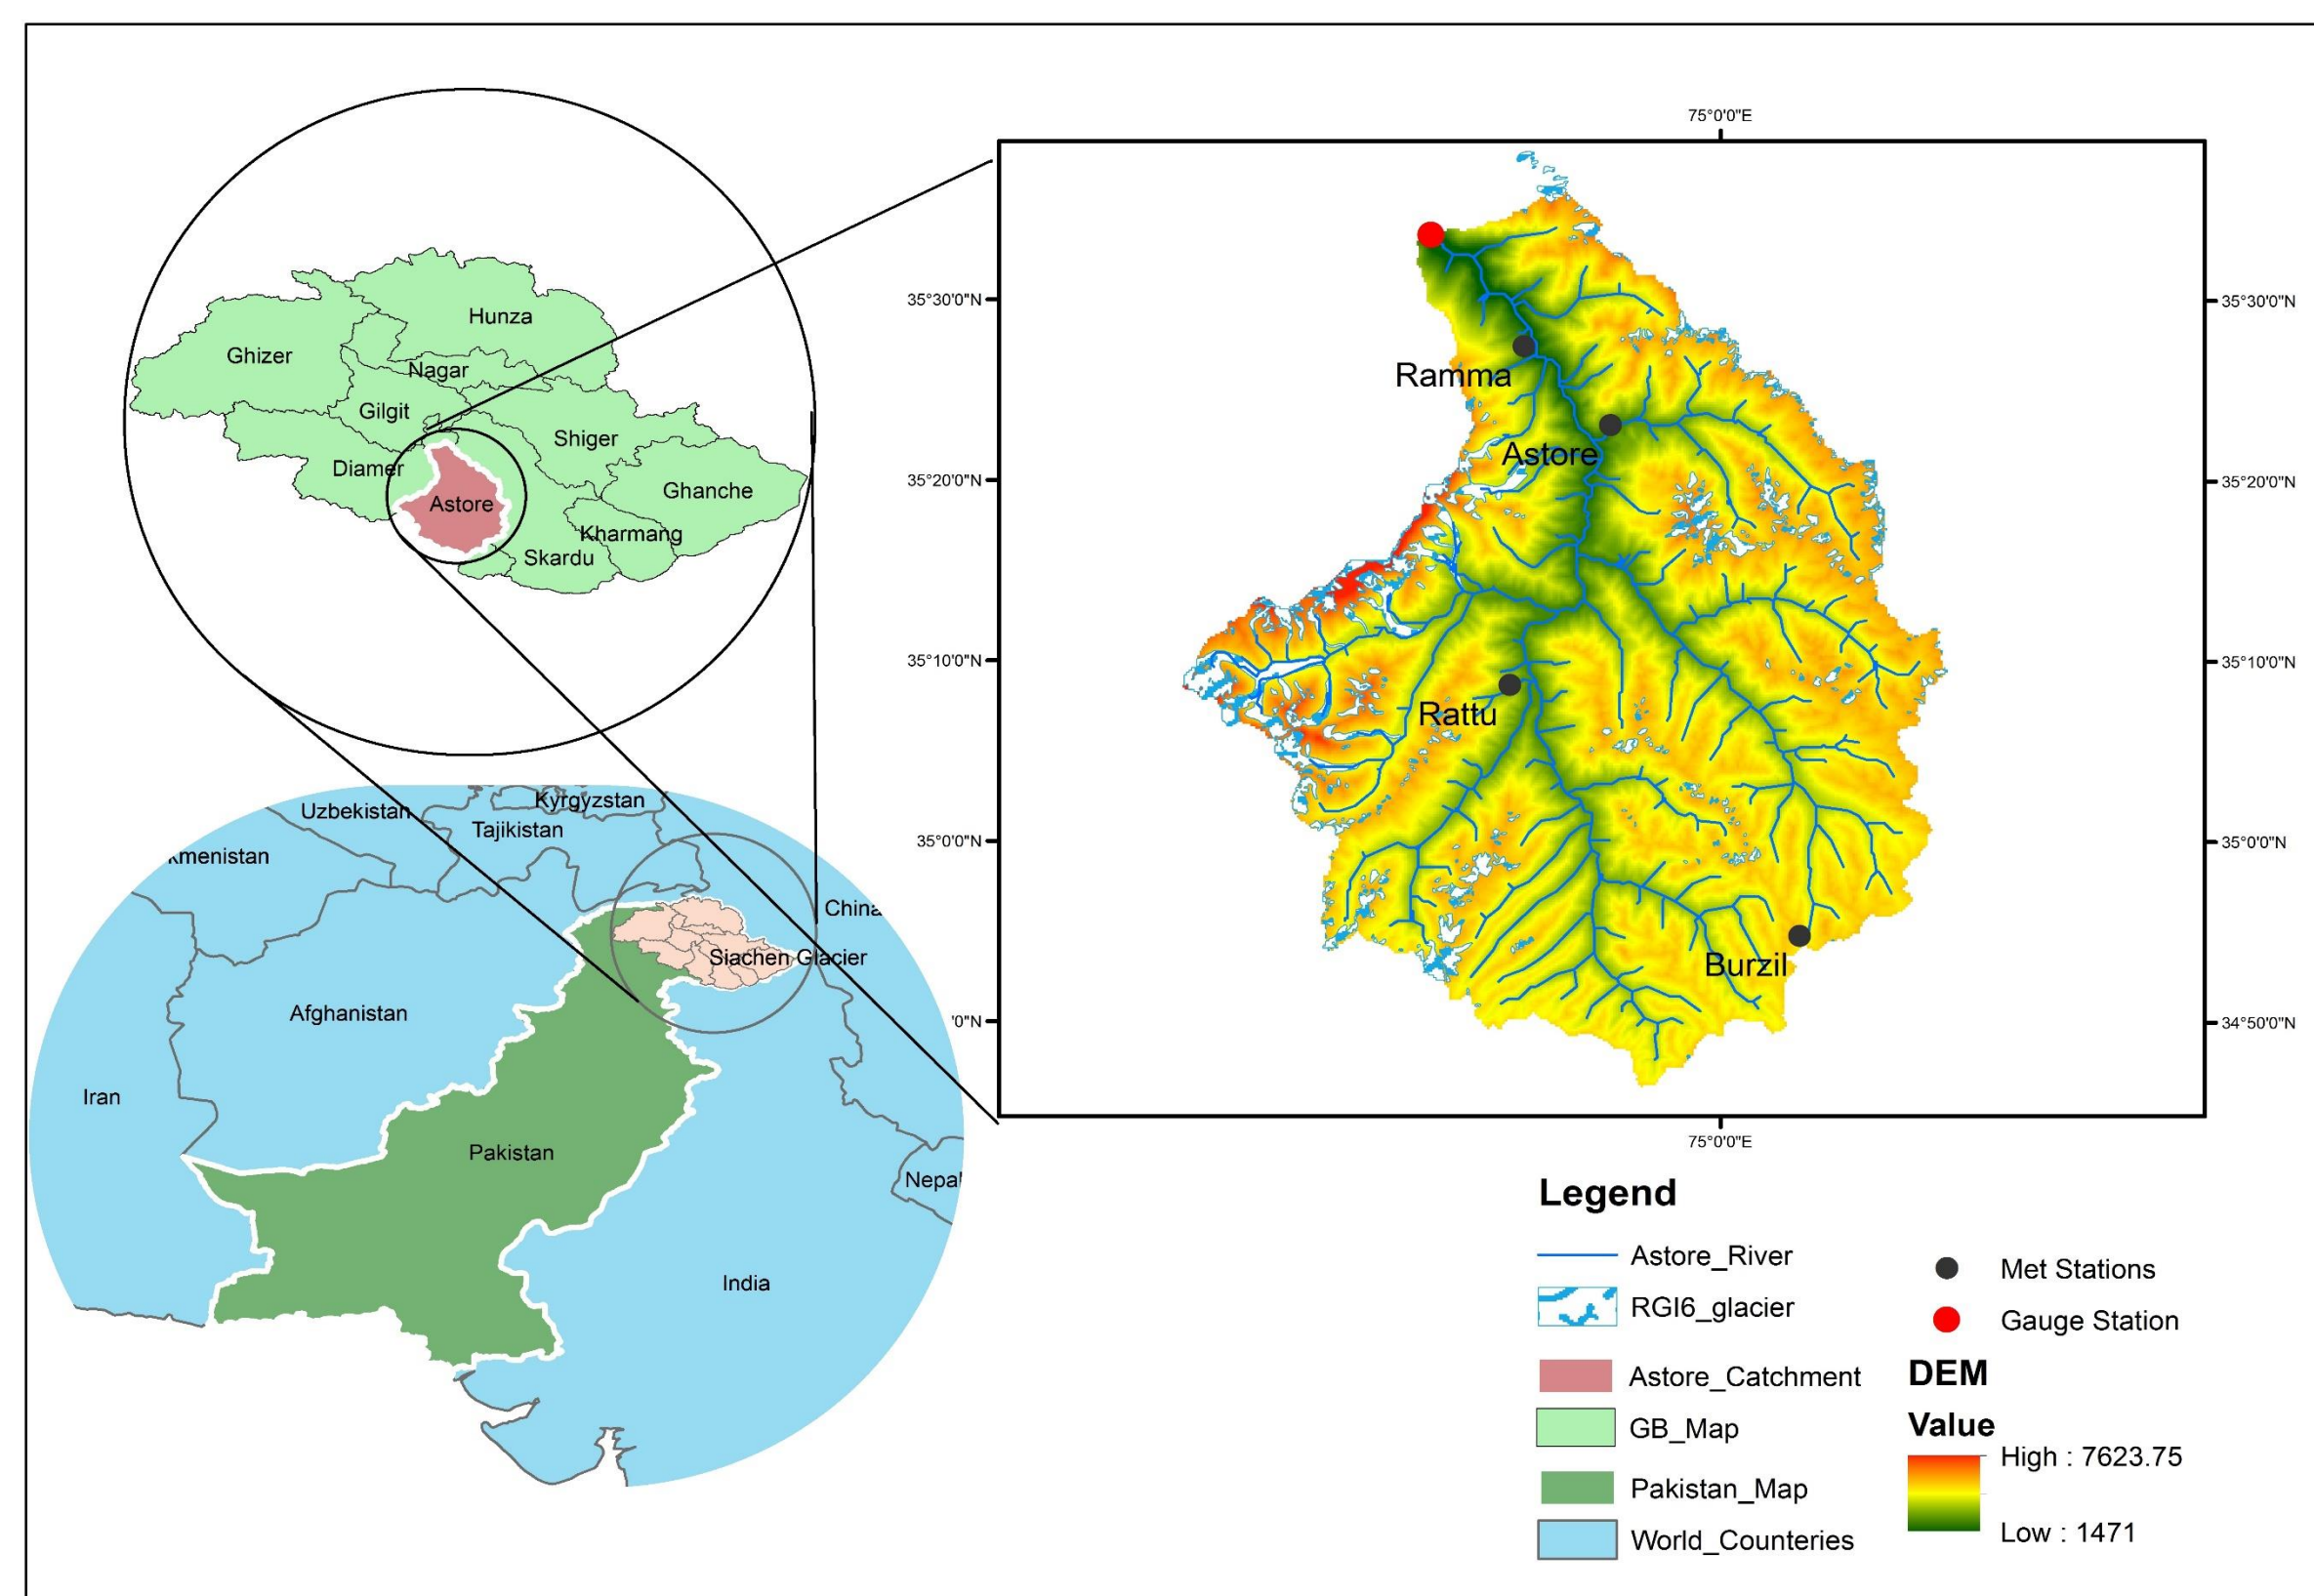 Hunza
Ghizer
Nagar
Gilgit
Shiger
Diamer
Ghanche
Astore
Kharmang
Skardu
Uzbekistan
Kyrgyzstan
Tajikistan
kmenistan
China
Siachen Glacier
Afghanistan
Iran
Pakistan
Nepal
India
75°0'0"E
35°30'0"N
35°30'0"N
35°20'0"N
35°20'0"N
35°10'0"N
35°10'0"N
35°0'0"N
35°0'0"N
'0"N
34°50'0"N
75°0'0"E
Ramma
Astore
Rattu
Burzil
Legend
Astore_River
RGI6_glacier
Astore_Catchment
GB_Map
Pakistan_Map
World_Counteries
Met Stations
Gauge Station
DEM
Value
High : 7623.75
Low : 1471